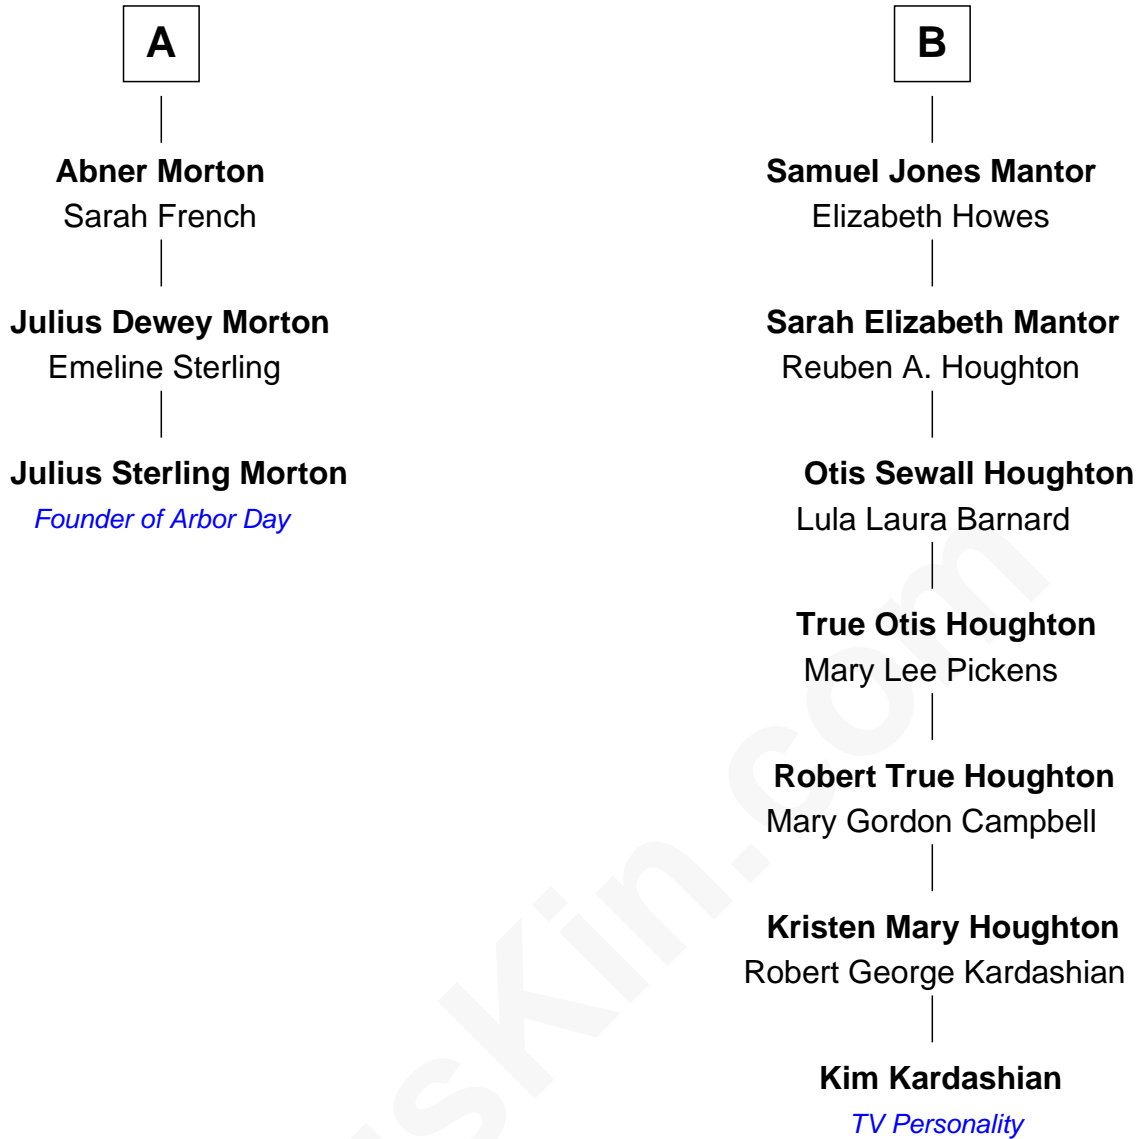 A
Abner Morton
Sarah French
Julius Dewey Morton
Emeline Sterling
Julius Sterling Morton
Founder of Arbor Day
B
Samuel Jones Mantor
Elizabeth Howes
Sarah Elizabeth Mantor
Reuben A. Houghton
Otis Sewall Houghton
Lula Laura Barnard
True Otis Houghton
Mary Lee Pickens
Robert True Houghton
Mary Gordon Campbell
Kristen Mary Houghton
Robert George Kardashian
Kim Kardashian
TV Personality
usKin.com